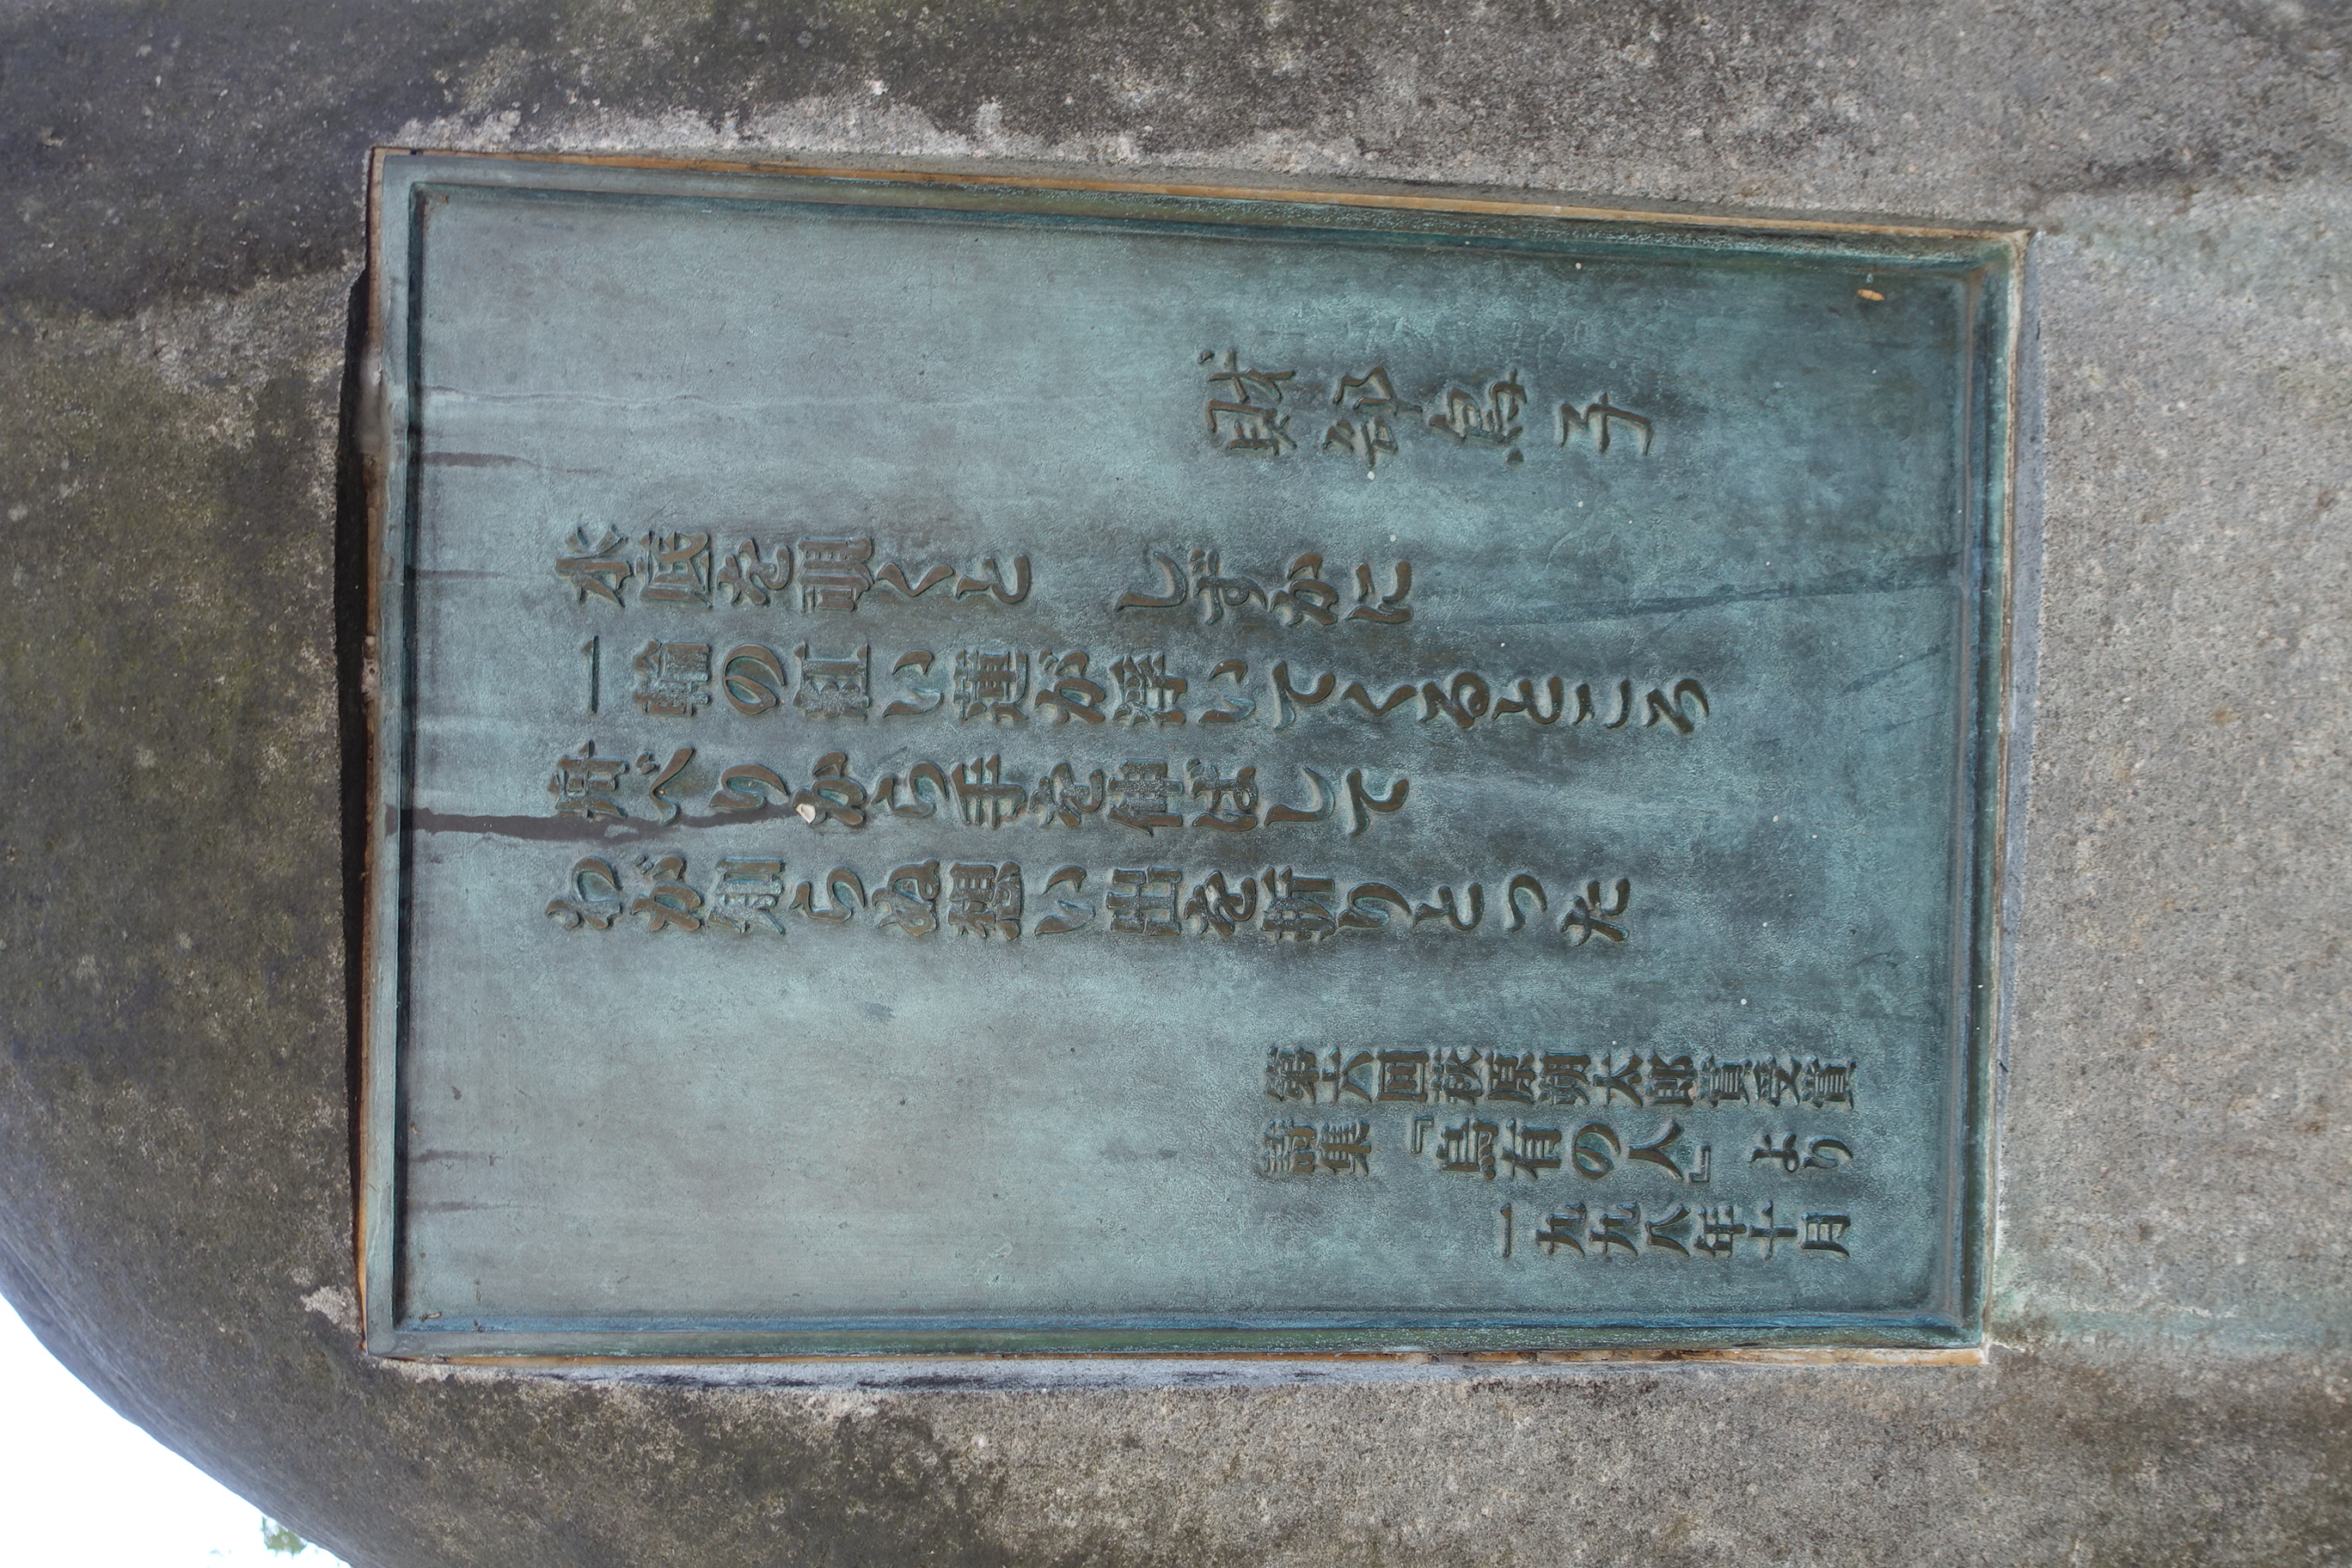 財部鳥子
水底を覗くと　しずかに
一輪の紅い蓮が浮いてくるところ
舟べりから手を伸ばして
わが知らぬ想い出を折りとった
第六回萩原朔太郎賞受賞
詩集『烏有の人』より
一九九八年十月